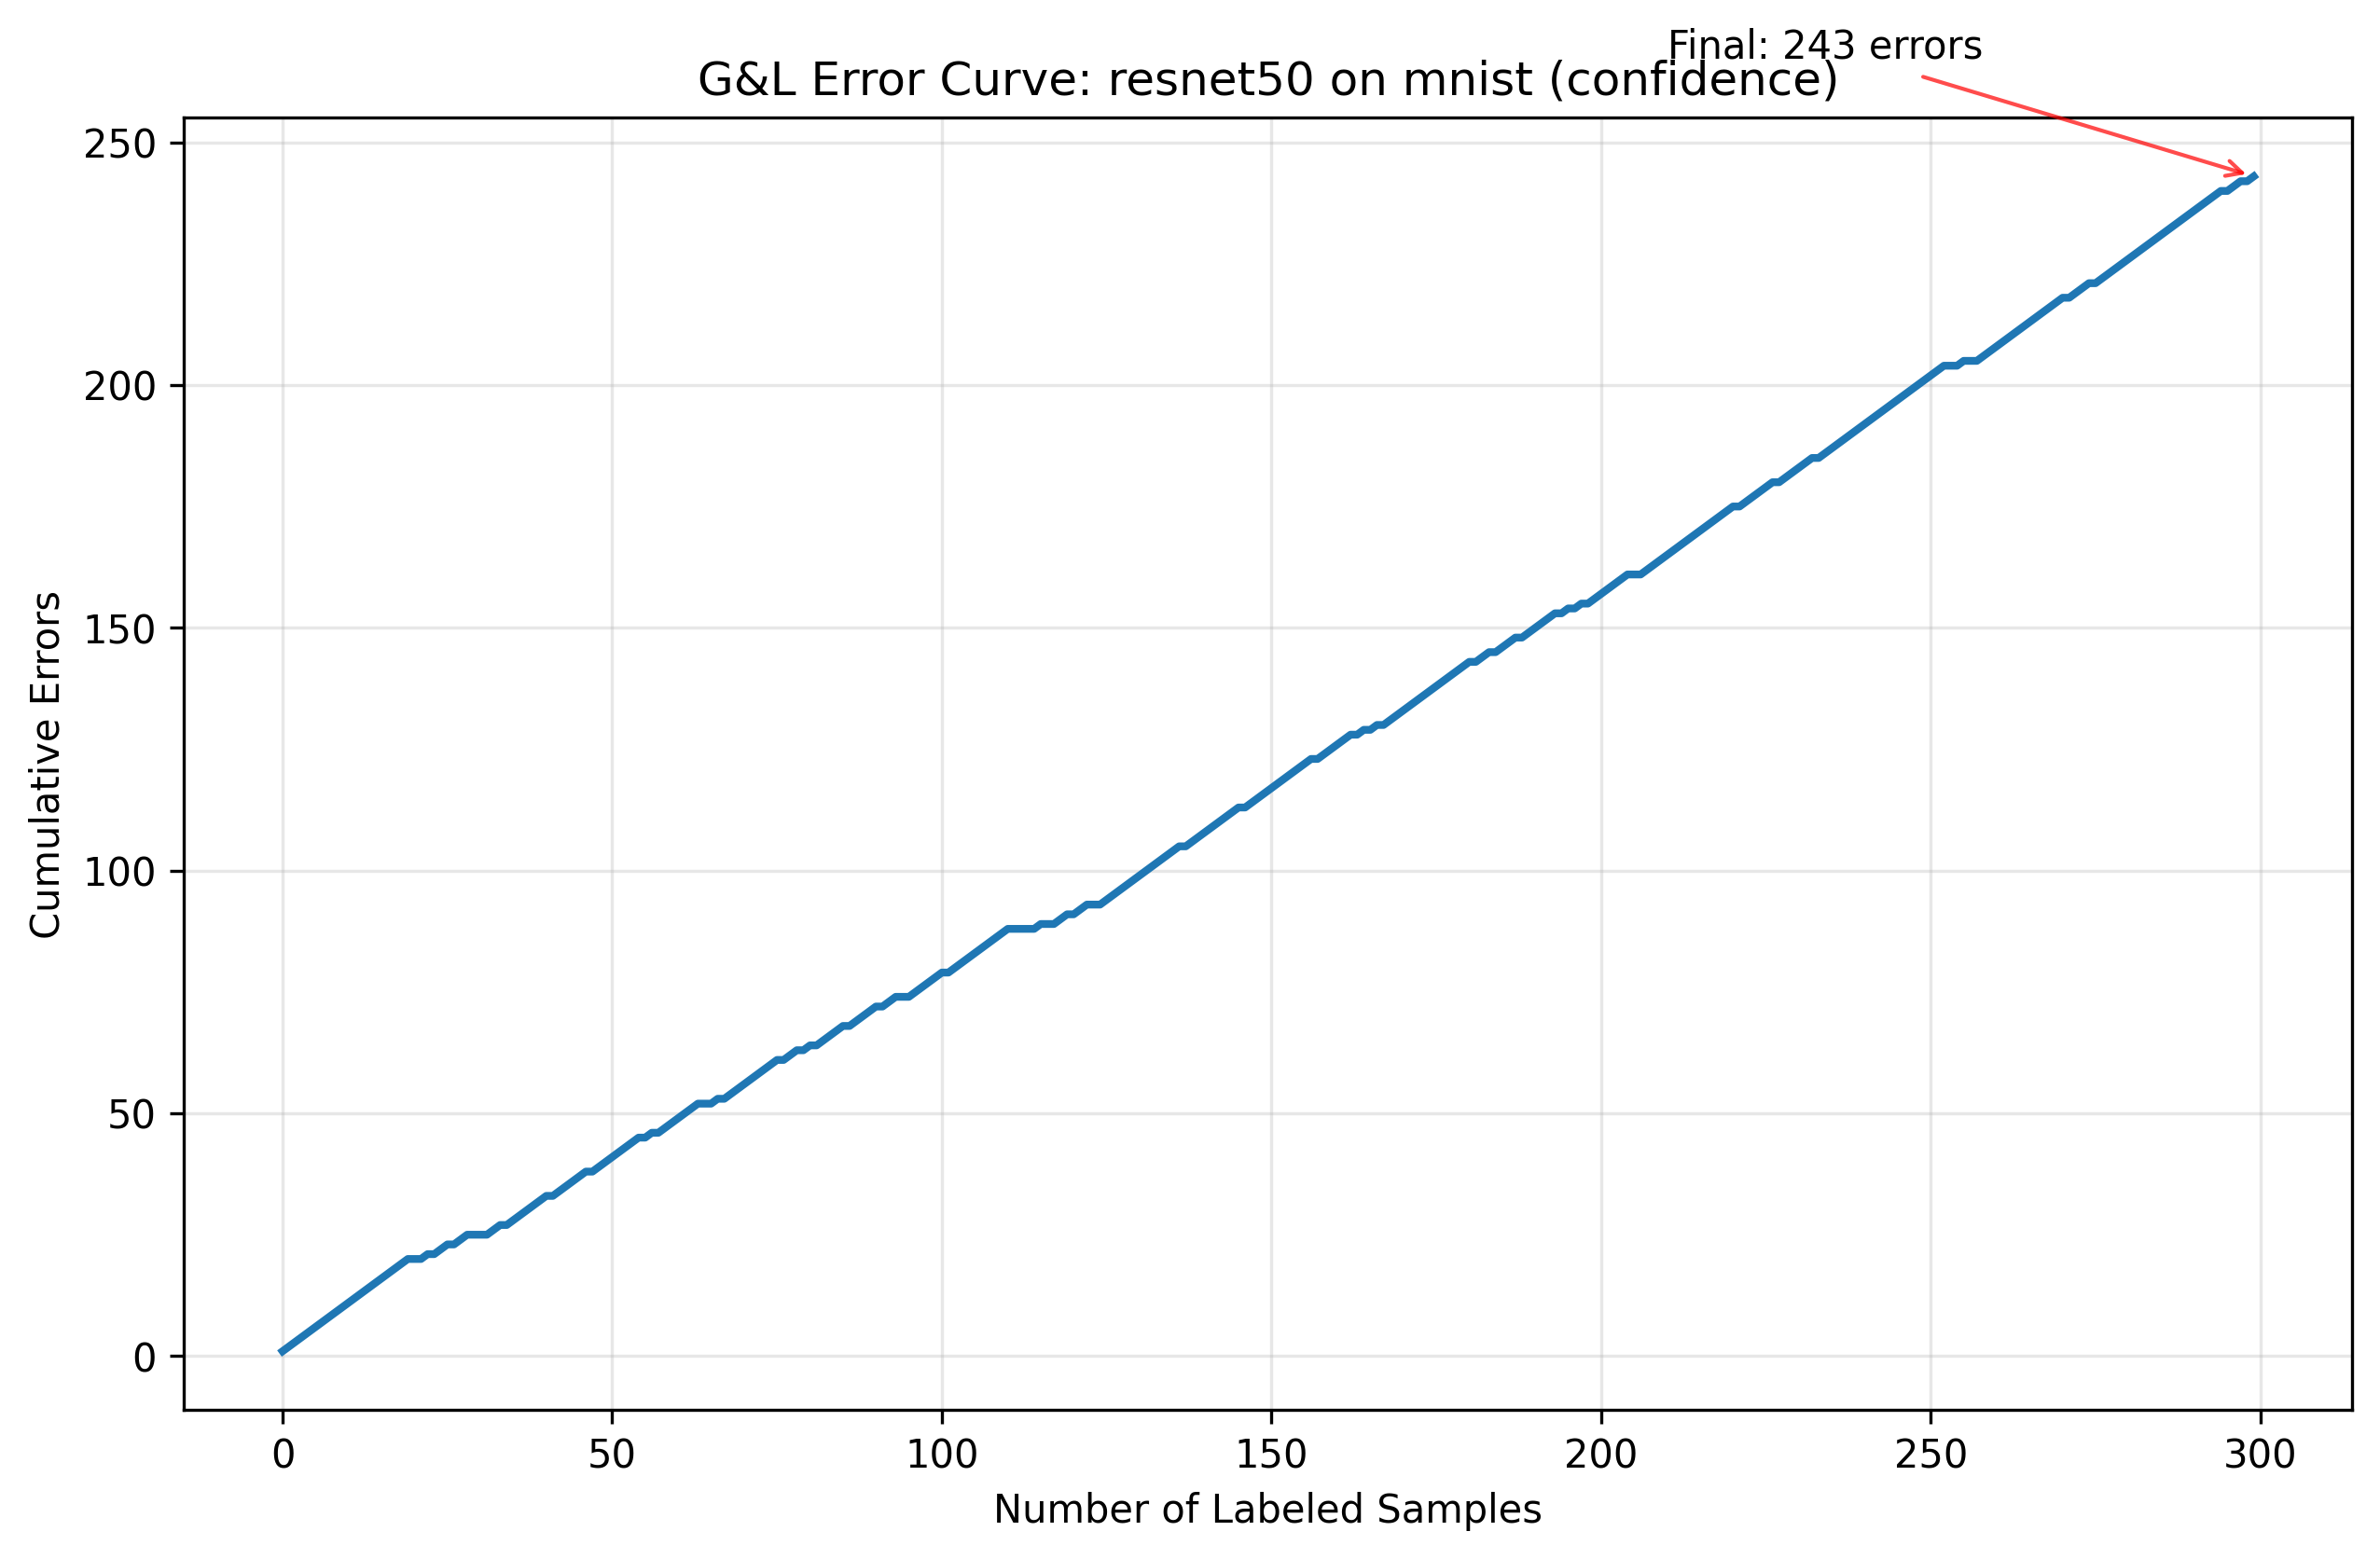 Final: 243 errors
G&L Error Curve: resnet50 on mnist (confidence)
250
200
150
100
50
0
Cumulative Errors
0 50 100 150 200 250 300
Number of Labeled Samples